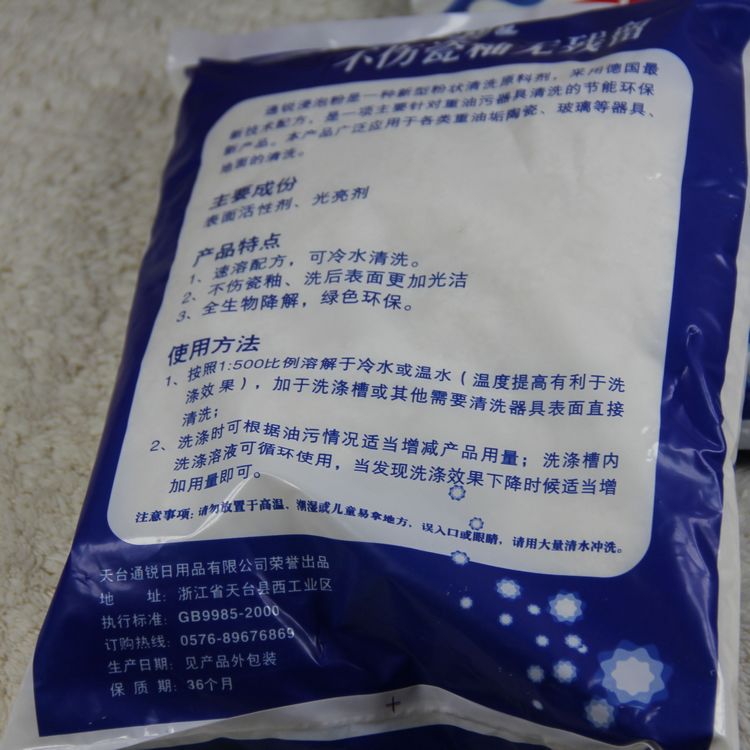 不伤瓷釉无残留
通锐浸泡粉是一种新型粉状清洗原料剂，采用德国最
新技术配方，是一项主要针对重油污器具清洗的节能环保
新产品。本产品广泛应用于各类重油垢陶瓷、玻璃等器具、
地面的清洗。
主要成份
表面活性剂、光亮剂
产品特点
1、速溶配方，可冷水清洗。
2、不伤瓷釉、洗后表面更加光洁
3、全生物降解，绿色环保。
使用方法
1、按照1:500比例溶解于冷水或温水（温度提高有利于洗
涤效果），加于洗涤槽或其他需要清洗器具表面直接
清洗；
2、洗涤时可根据油污情况适当增减产品用量；洗涤槽内
洗涤溶液可循环使用，当发现洗涤效果下降时候适当增
加用量即可。
注意事项：请勿放置于高温、潮湿或儿童易拿地方、误入口或眼睛，请用大量清水冲洗。
天台通锐日用品有限公司荣誉出品
地 址：浙江省天台县西工业区
执行标准：GB9985-2000
订购热线：0576-89676869
生产日期：见产品外包装
保 质 期：36个月